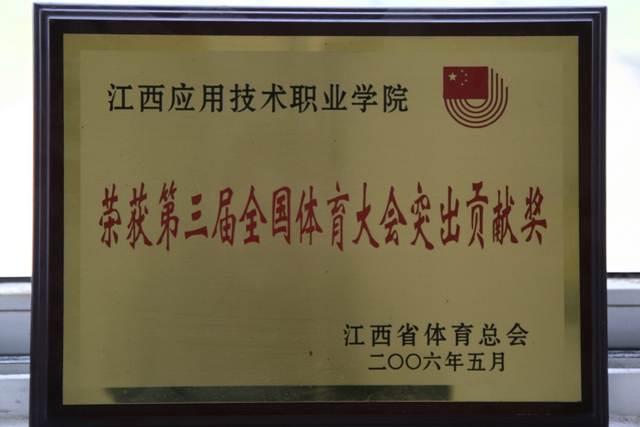 江西应用技术职业学院
荣获第三届全国体育大会突出贡献奖
江西省体育总会
二〇〇六年五月